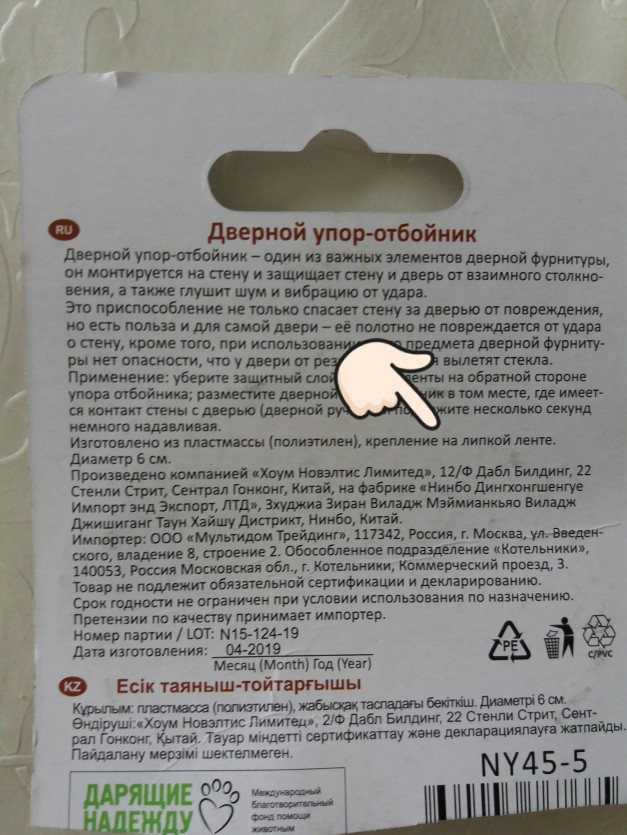 RU
Дверной упор-отбойник
Дверной упор-отбойник – один из важных элементов дверной фурнитуры,
он монтируется на стену и защищает стену и дверь от взаимного столкно-
вения, а также глушит шум и вибрацию от удара.
Это приспособление не только спасает стену за дверью от повреждения,
но есть польза и для самой двери – её полотно не повреждается от удара
о стену, кроме того, при использовании предмета дверной фурниту-
ры нет опасности, что у двери от рез вылетят стекла.
Применение: уберите защитный слой ленты на обратной стороне
упора отбойника; разместите дверной ник в том месте, где имеет-
ся контакт стены с дверью (дверной руч жите несколько секунд
немного надавливая.
Изготовлено из пластмассы (полиэтилен), крепление на липкой ленте.
Диаметр 6 см.
Произведено компанией «Хоум Новэлтис Лимитед», 12/Ф Дабл Билдинг, 22
Стенли Стрит, Сентрал Гонконг, Китай, на фабрике «Нинбо Дингхонгшенгуе
Импорт энд Экспорт, ЛТД», Зхуджиа Зиран Виладж Мэймианкьяо Виладж
Джишиганг Таун Хайшу Дистрикт, Нинбо, Китай.
Импортер: ООО «Мультидом Трейдинг», 117342, Россия, г. Москва, ул. Введен-
ского, владение 8, строение 2. Обособленное подразделение «Котельники»,
140053, Россия Московская обл., г. Котельники, Коммерческий проезд, 3.
Товар не подлежит обязательной сертификации и декларированию.
Срок годности не ограничен при условии использования по назначению.
Претензии по качеству принимает импортер.
Номер партии / LOT: N15-124-19
Дата изготовления: 04-2019
Месяц (Month) Год (Year)
PE
C/PVC
KZ
Есік таяныш-тойтарғышы
Құрылым: пластмасса (полиэтилен), жабысқақ таспадағы бекіткіш. Диаметрі 6 см.
Өндіруші:«Хоум Новэлтис Лимитед», 2/Ф Дабл Билдинг, 22 Стенли Стрит, Сент-
рал Гонконг, Қытай. Тауар міндетті сертификаттау және декларациялауға жатпайды.
Пайдалану мерзімі шектелмеген.
NY45-5
ДАРЯЩИЕ
НАДЕЖДУ
Международный
благотворительный
фонд помощи
животным